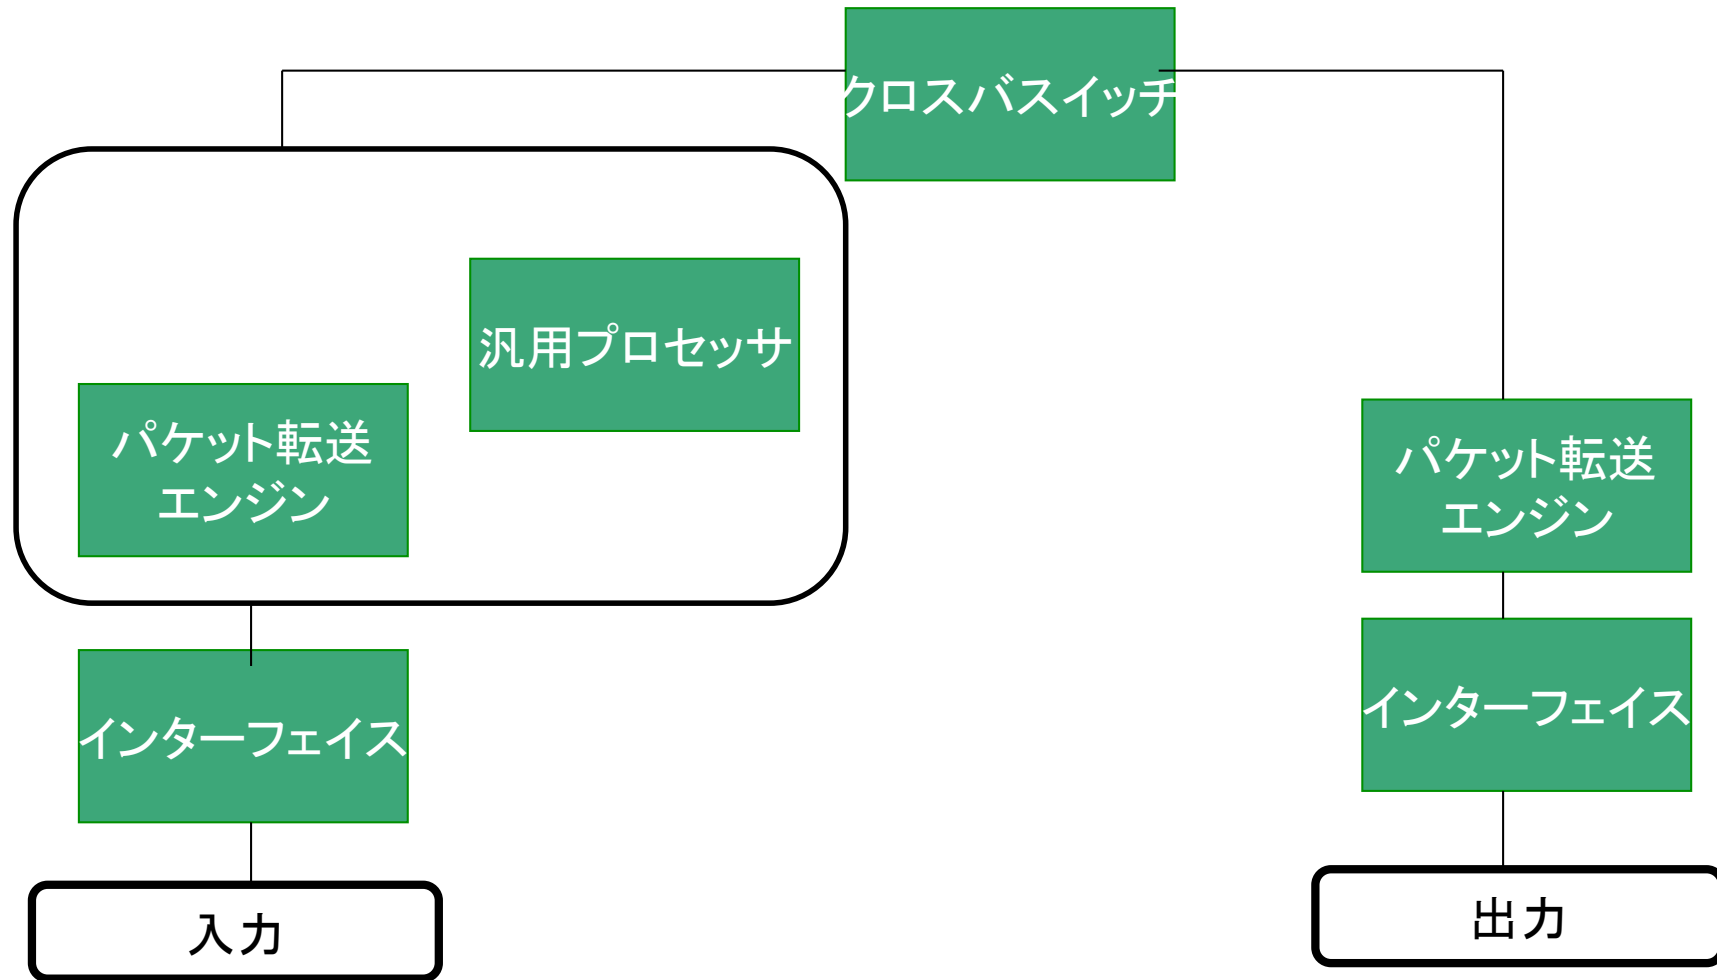 クロスバスイッチ
汎用プロセッサ
パケット転送
エンジン
パケット転送
エンジン
インターフェイス
インターフェイス
入力
出力